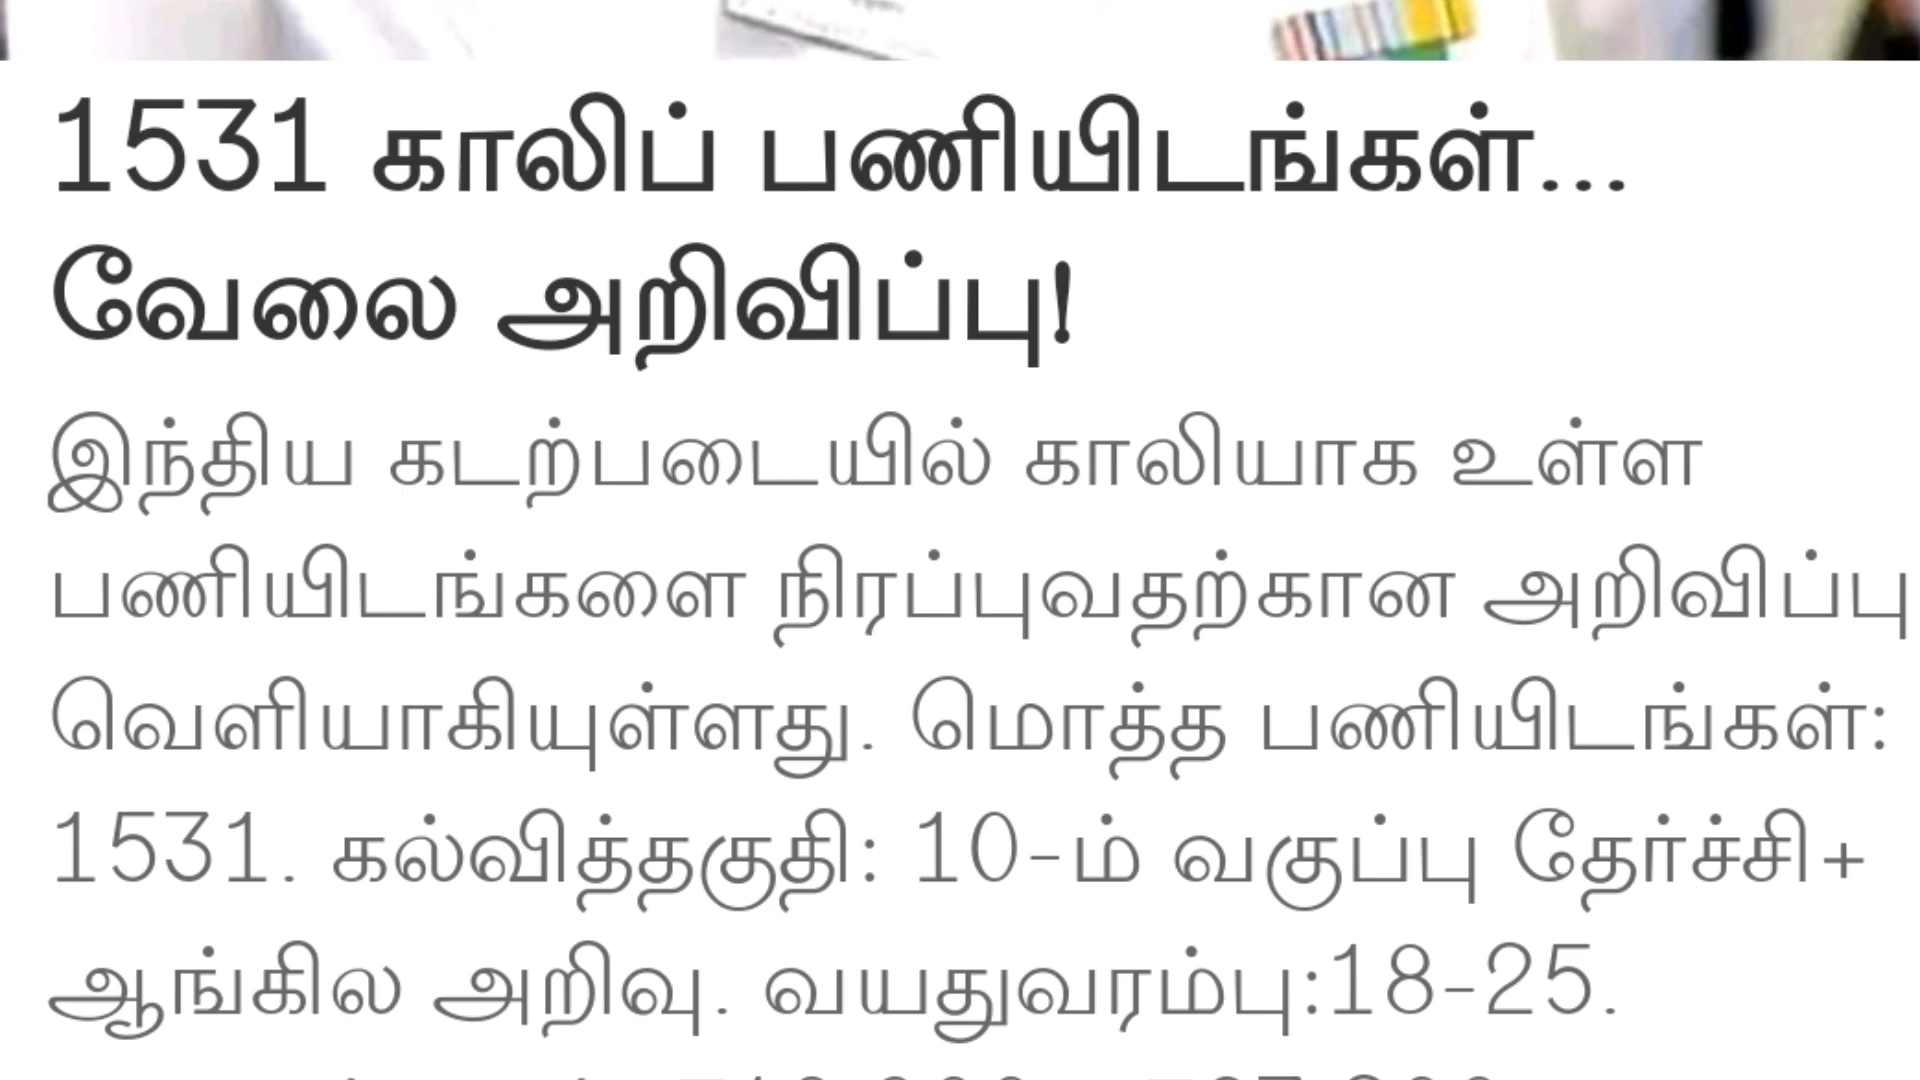 1531 காலிப் பணியிடங்கள்...
வேலை அறிவிப்பு!
இந்திய கடற்படையில் காலியாக உள்ள
பணியிடங்களை நிரப்புவதற்கான அறிவிப்பு
வெளியாகியுள்ளது. மொத்த பணியிடங்கள்:
1531. கல்வித்தகுதி: 10-ம் வகுப்பு தேர்ச்சி+
ஆங்கில அறிவு. வயதுவரம்பு:18-25.